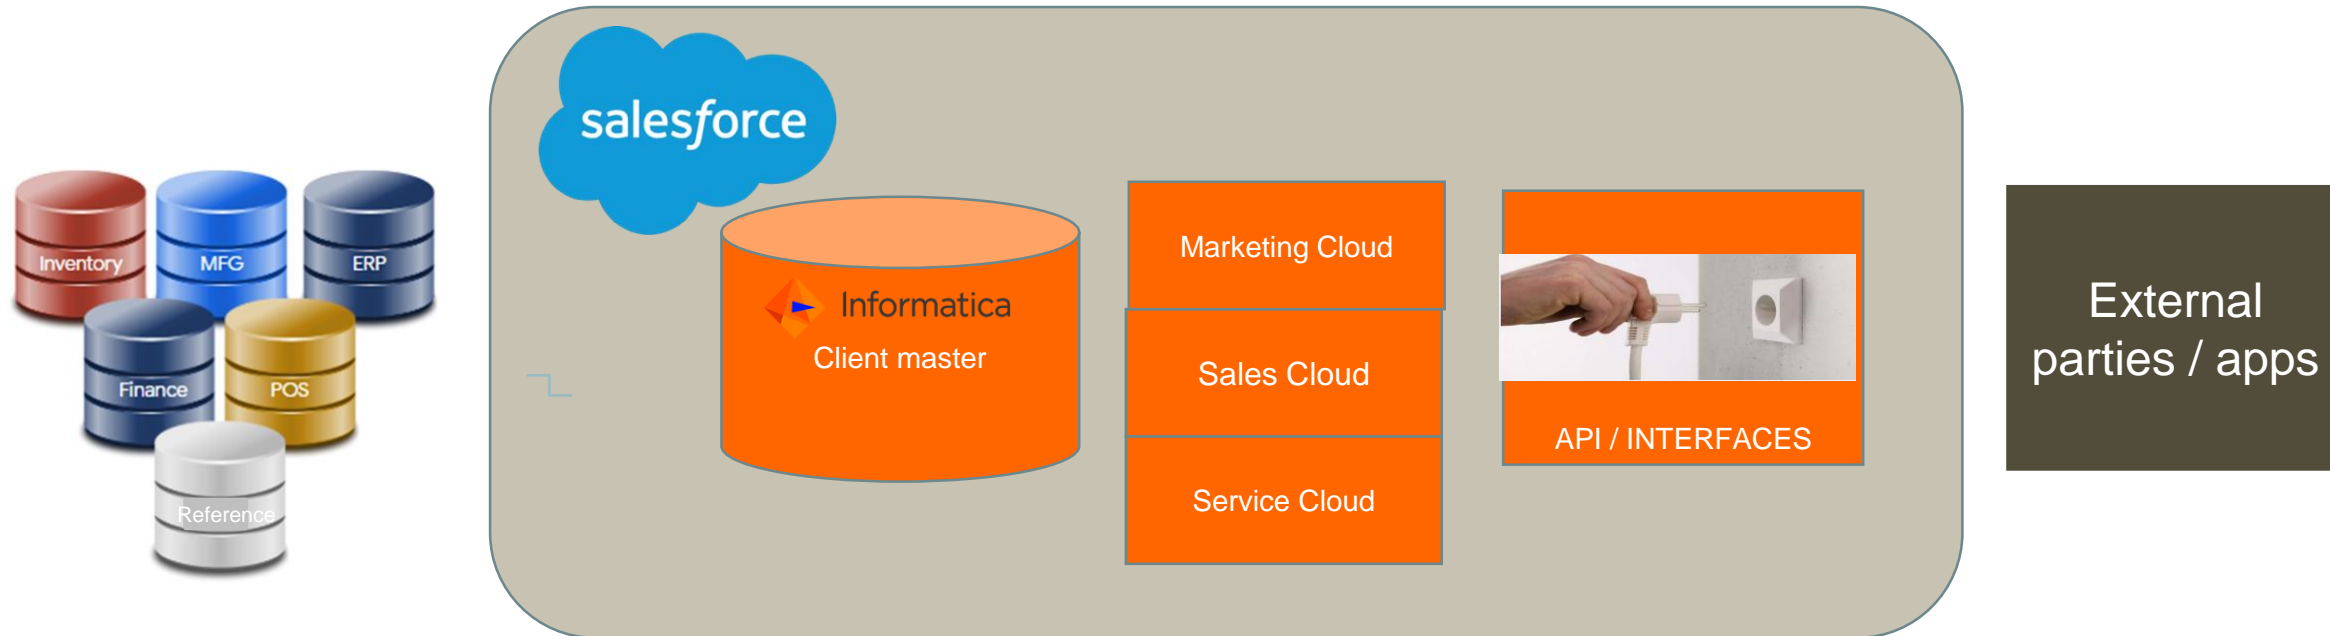 salesforce
Inventory
MFG
ERP
Finance
POS
Reference
Informatica
Client master
Marketing Cloud
Sales Cloud
Service Cloud
API / INTERFACES
External
parties / apps